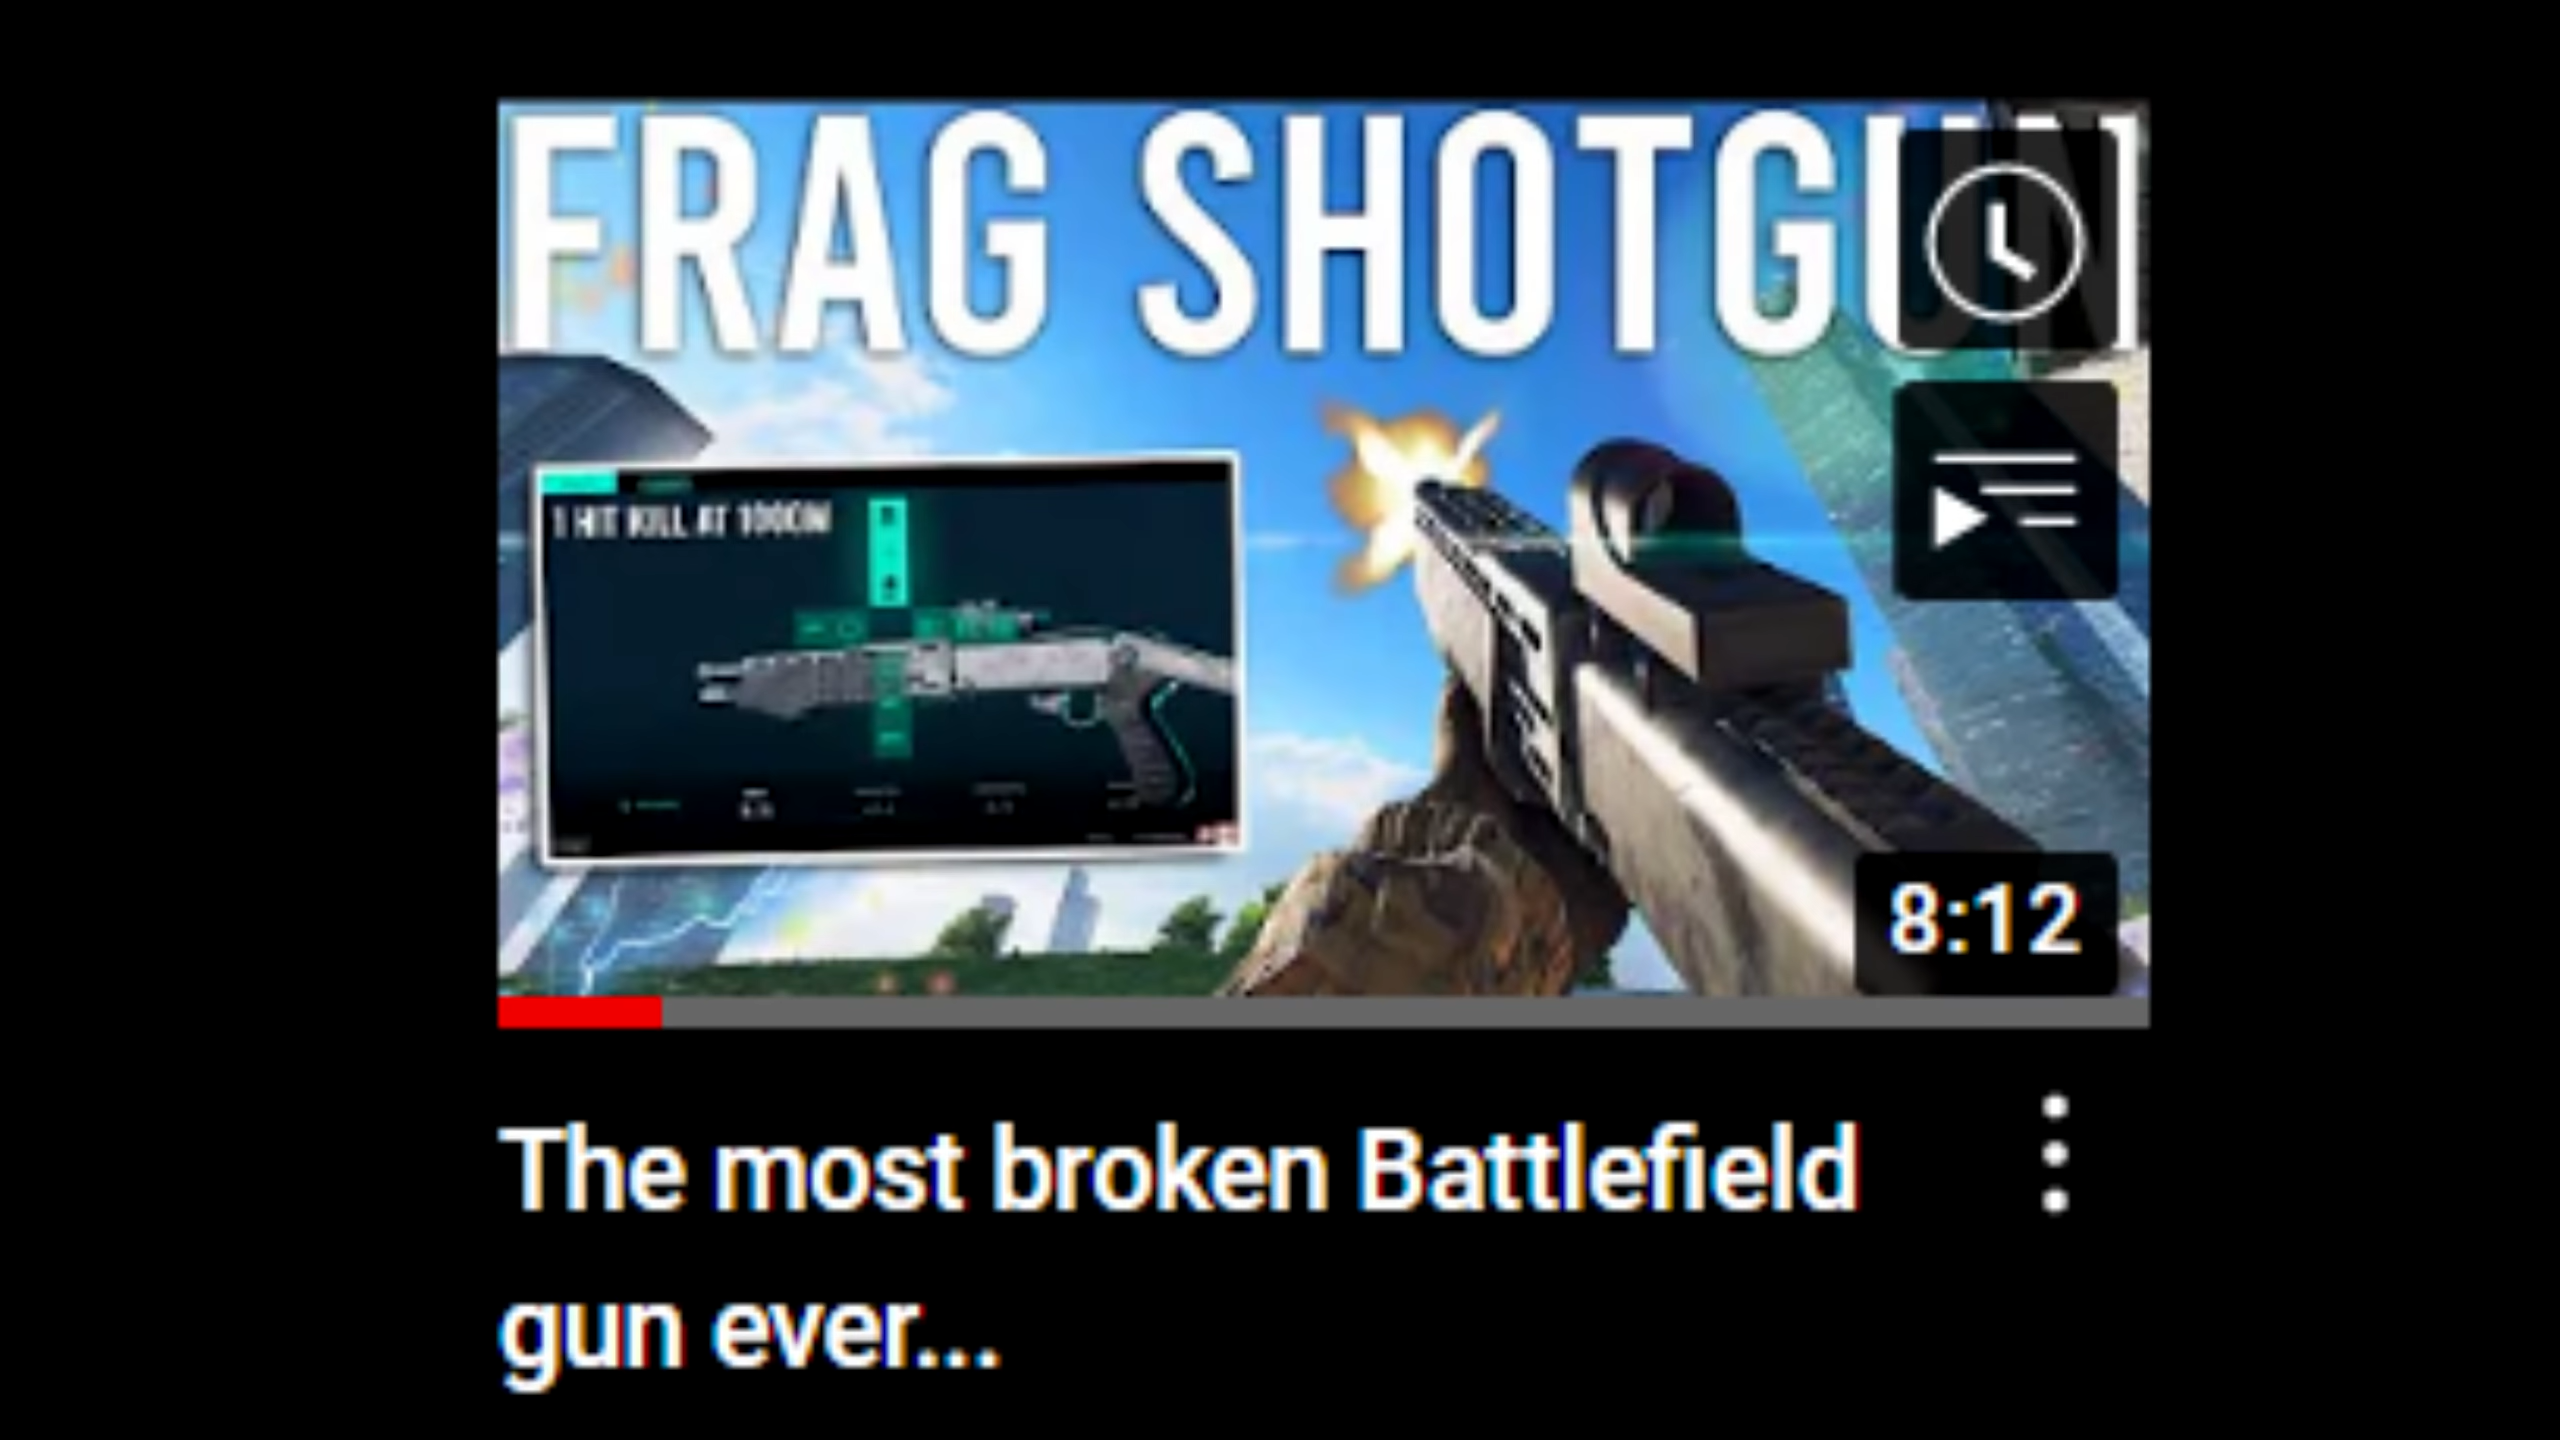 FRAG SHOTGUN
1 HIT KILL AT 1000M
8:12
The most broken Battlefield
gun ever...